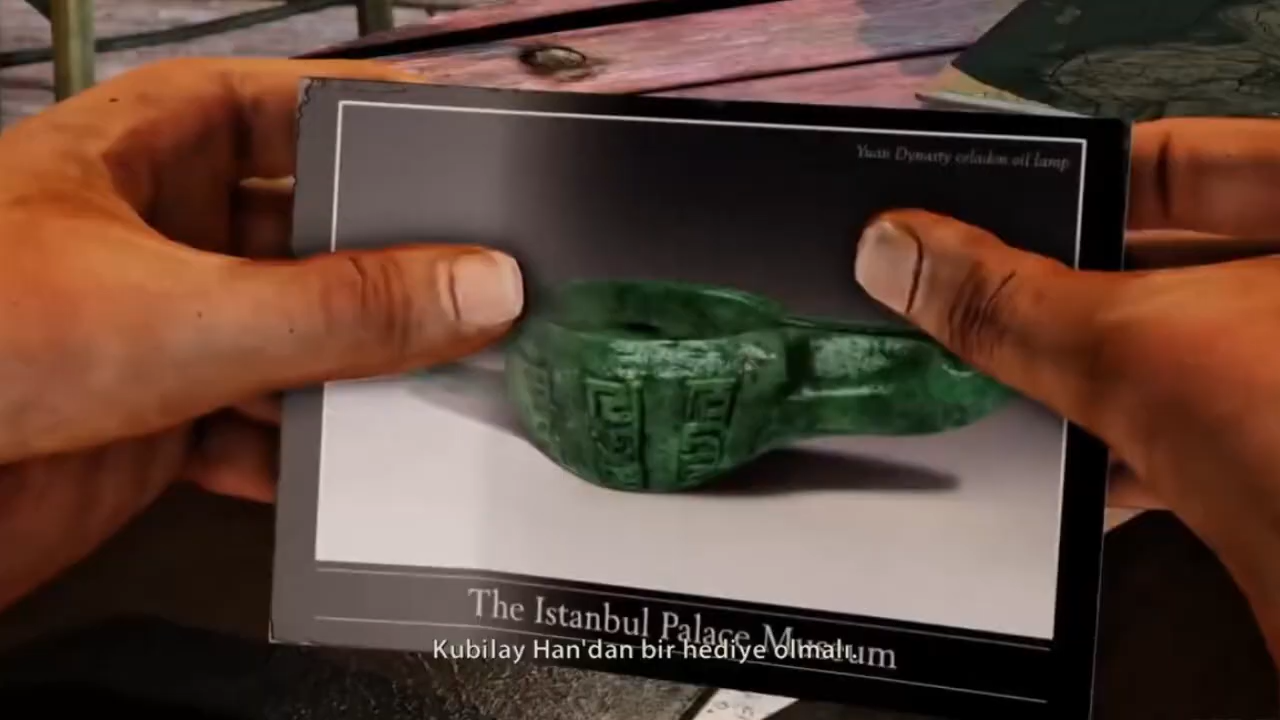 Yuan Dynasty celadon oil lamp
The Istanbul Palace Museum
Kubilay Han'dan bir hediye olmalı.